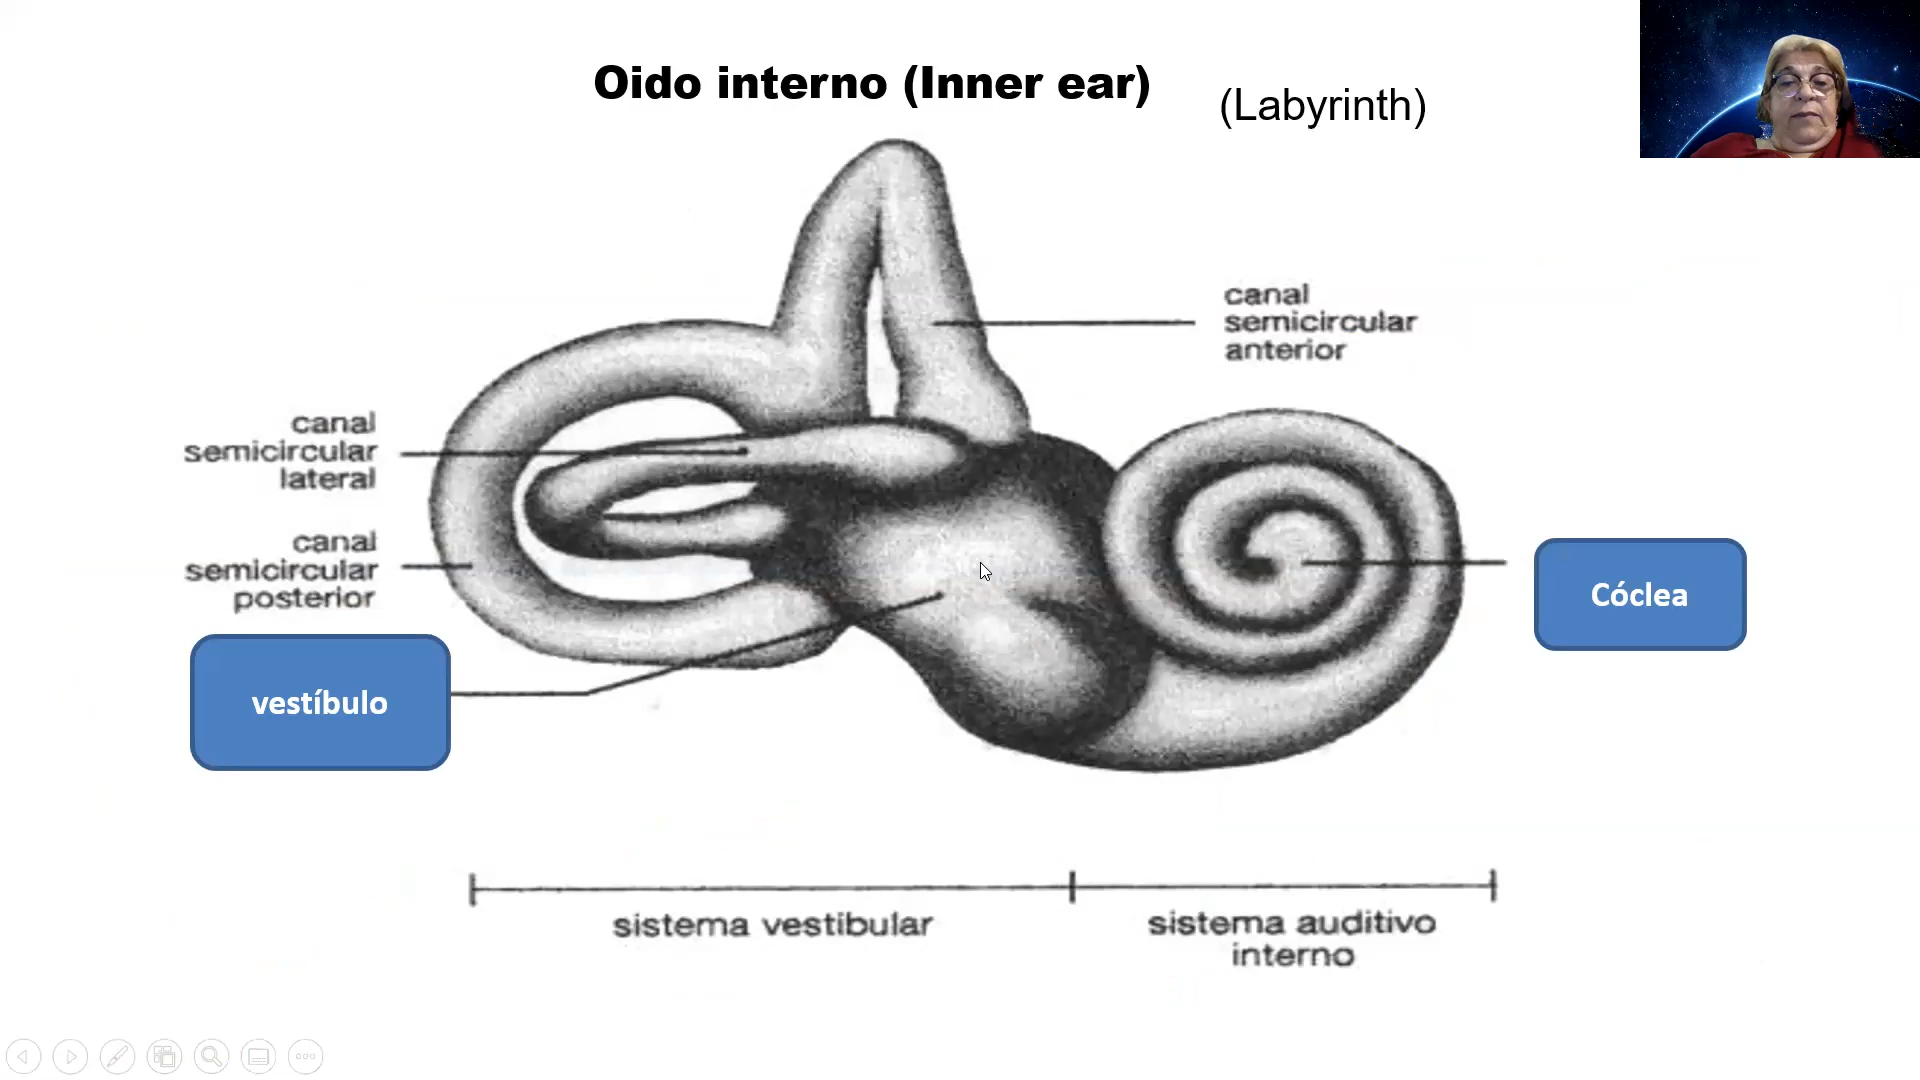 Oido interno (Inner ear)
(Labyrinth)
canal
semicircular
anterior
canal
semicircular
lateral
canal
semicircular
posterior
Cóclea
vestíbulo
sistema vestibular
sistema auditivo
interno